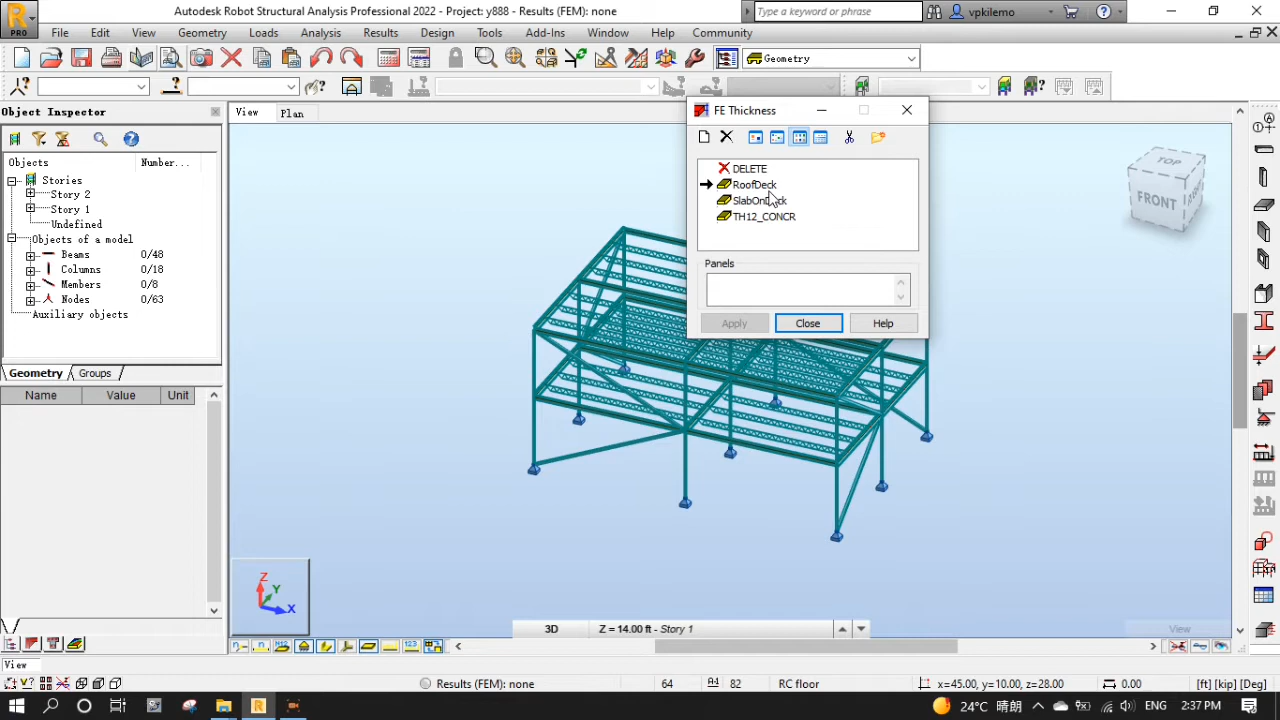 Autodesk Robot Structural Analysis Professional 2022 - Project: y888 - Results (FEM): none
Type a keyword or phrase
vpkilemo
PRO
File Edit View Geometry Loads Analysis Results Design Tools Add-Ins Window Help Community
Geometry
Object Inspector
View Plan
FE Thickness
Objects Number...
Stories
Story 2
Story 1
Undefined
Objects of a model
Beams 0/48
Columns 0/18
Members 0/8
Nodes 0/63
Auxiliary objects
DELETE
RoofDeck
TH12_CONCR
Panels
Apply Close Help
TOP
FRONT
Geometry Groups
Name Value Unit
Z
Y
X
3D Z = 14.00 ft - Story 1
View
View
Results (FEM): none 64 82 RC floor x=45.00, y=10.00, z=28.00 0.00 [ft] [kip] [Deg]
24°C 晴朗 ENG 2:37 PM